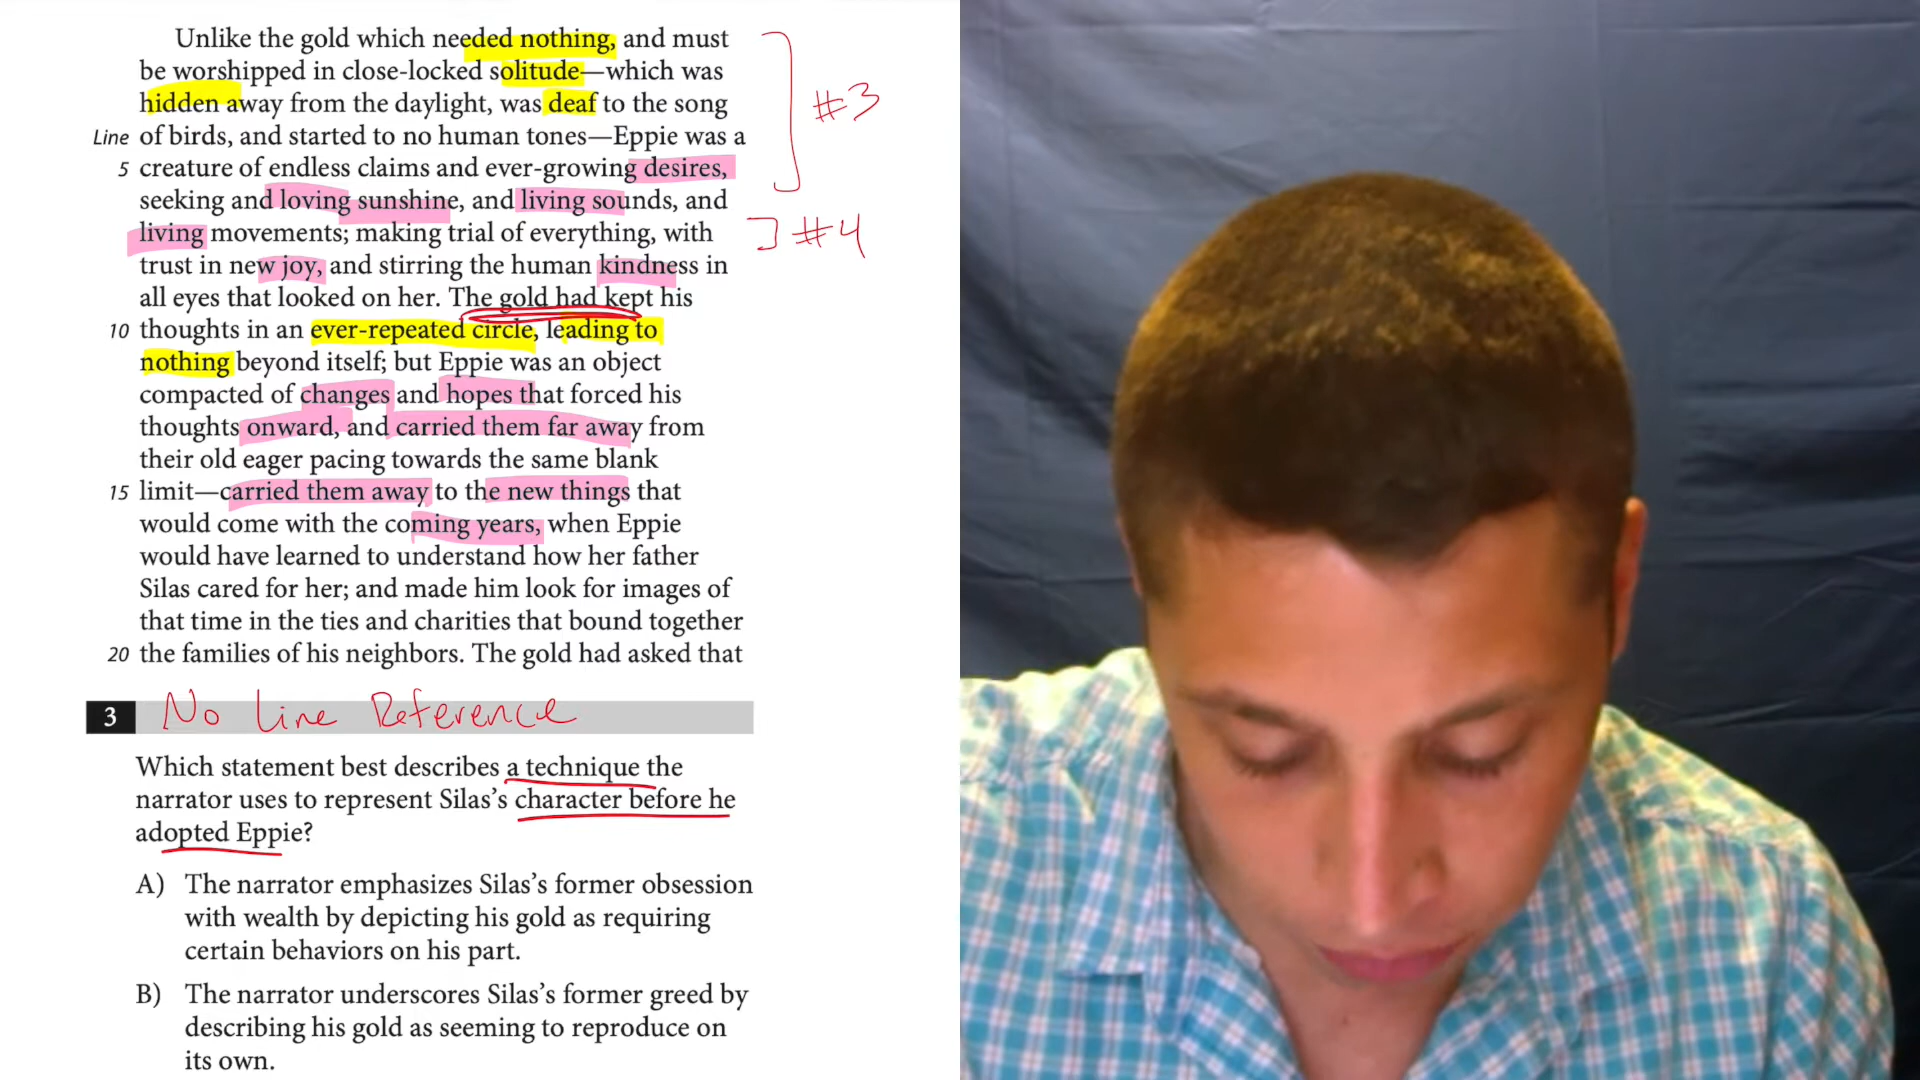 Unlike the gold which needed nothing, and must
be worshipped in close-locked solitude—which was
hidden away from the daylight, was deaf to the song
Line of birds, and started to no human tones—Eppie was a
5 creature of endless claims and ever-growing desires,
seeking and loving sunshine, and living sounds, and
living movements; making trial of everything, with
trust in new joy, and stirring the human kindness in
all eyes that looked on her. The gold had kept his
10 thoughts in an ever-repeated circle, leading to
nothing beyond itself; but Eppie was an object
compacted of changes and hopes that forced his
thoughts onward, and carried them far away from
their old eager pacing towards the same blank
15 limit—carried them away to the new things that
would come with the coming years, when Eppie
would have learned to understand how her father
Silas cared for her; and made him look for images of
that time in the ties and charities that bound together
20 the families of his neighbors. The gold had asked that
#3
#4
3 No Line Reference
Which statement best describes a technique the
narrator uses to represent Silas’s character before he
adopted Eppie?
A) The narrator emphasizes Silas’s former obsession
with wealth by depicting his gold as requiring
certain behaviors on his part.
B) The narrator underscores Silas’s former greed by
describing his gold as seeming to reproduce on
its own.